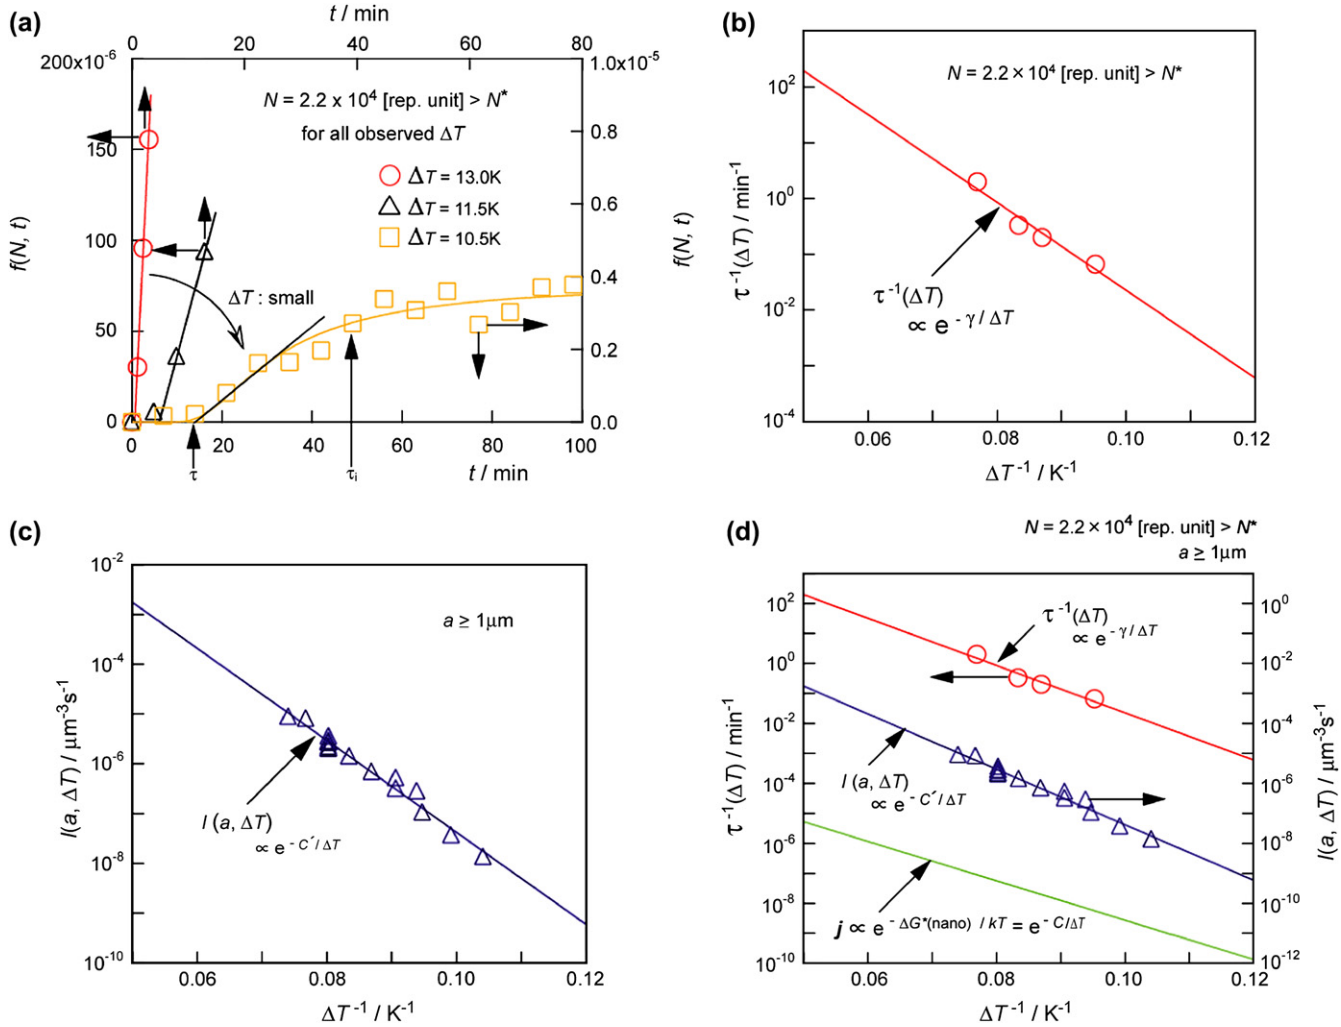 (a)
t / min
0 20 40 60 80
200x10⁻⁶
1.0x10⁻⁵
N = 2.2 x 10⁴ [rep. unit] > N*
for all observed ΔT
ΔT = 13.0K
ΔT = 11.5K
ΔT = 10.5K
150
100
50
0
f(N, t)
0.8
0.6
0.4
0.2
0.0
f(N, t)
ΔT : small
0 20 40 60 80 100
τ
τᵢ
t / min
(b)
N = 2.2 × 10⁴ [rep. unit] > N*
10²
10⁰
10⁻²
10⁻⁴
τ⁻¹(ΔT) / min⁻¹
τ⁻¹(ΔT)
∝ e^{-γ/ΔT}
0.06 0.08 0.10 0.12
ΔT⁻¹ / K⁻¹
(c)
10⁻²
10⁻⁴
10⁻⁶
10⁻⁸
10⁻¹⁰
I(a, ΔT) / μm⁻³s⁻¹
a ≥ 1μm
I (a, ΔT)
∝ e^{-C´/ΔT}
0.06 0.08 0.10 0.12
ΔT⁻¹ / K⁻¹
(d)
N = 2.2 × 10⁴ [rep. unit] > N*
a ≥ 1μm
10²
10⁰
10⁻²
10⁻⁴
10⁻⁶
10⁻⁸
10⁻¹⁰
τ⁻¹(ΔT) / min⁻¹
τ⁻¹(ΔT)
∝ e^{-γ/ΔT}
I (a, ΔT)
∝ e^{-C´/ΔT}
j ∝ e^{-ΔG*(nano) / kT} = e^{-C/ΔT}
10⁰
10⁻²
10⁻⁴
10⁻⁶
10⁻⁸
10⁻¹⁰
10⁻¹²
I(a, ΔT) / μm⁻³s⁻¹
0.06 0.08 0.10 0.12
ΔT⁻¹ / K⁻¹